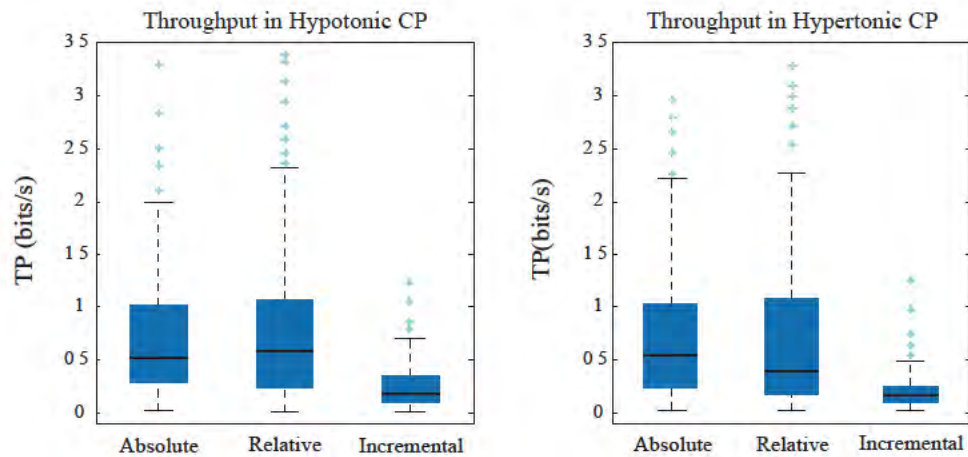 Throughput in Hypotonic CP
TP (bits/s)
3 5
3
2 5
2
1 5
1
0 5
0
Absolute Relative Incremental
Throughput in Hypertonic CP
TP(bits/s)
3 5
3
2 5
2
1 5
1
0 5
0
Absolute Relative Incremental